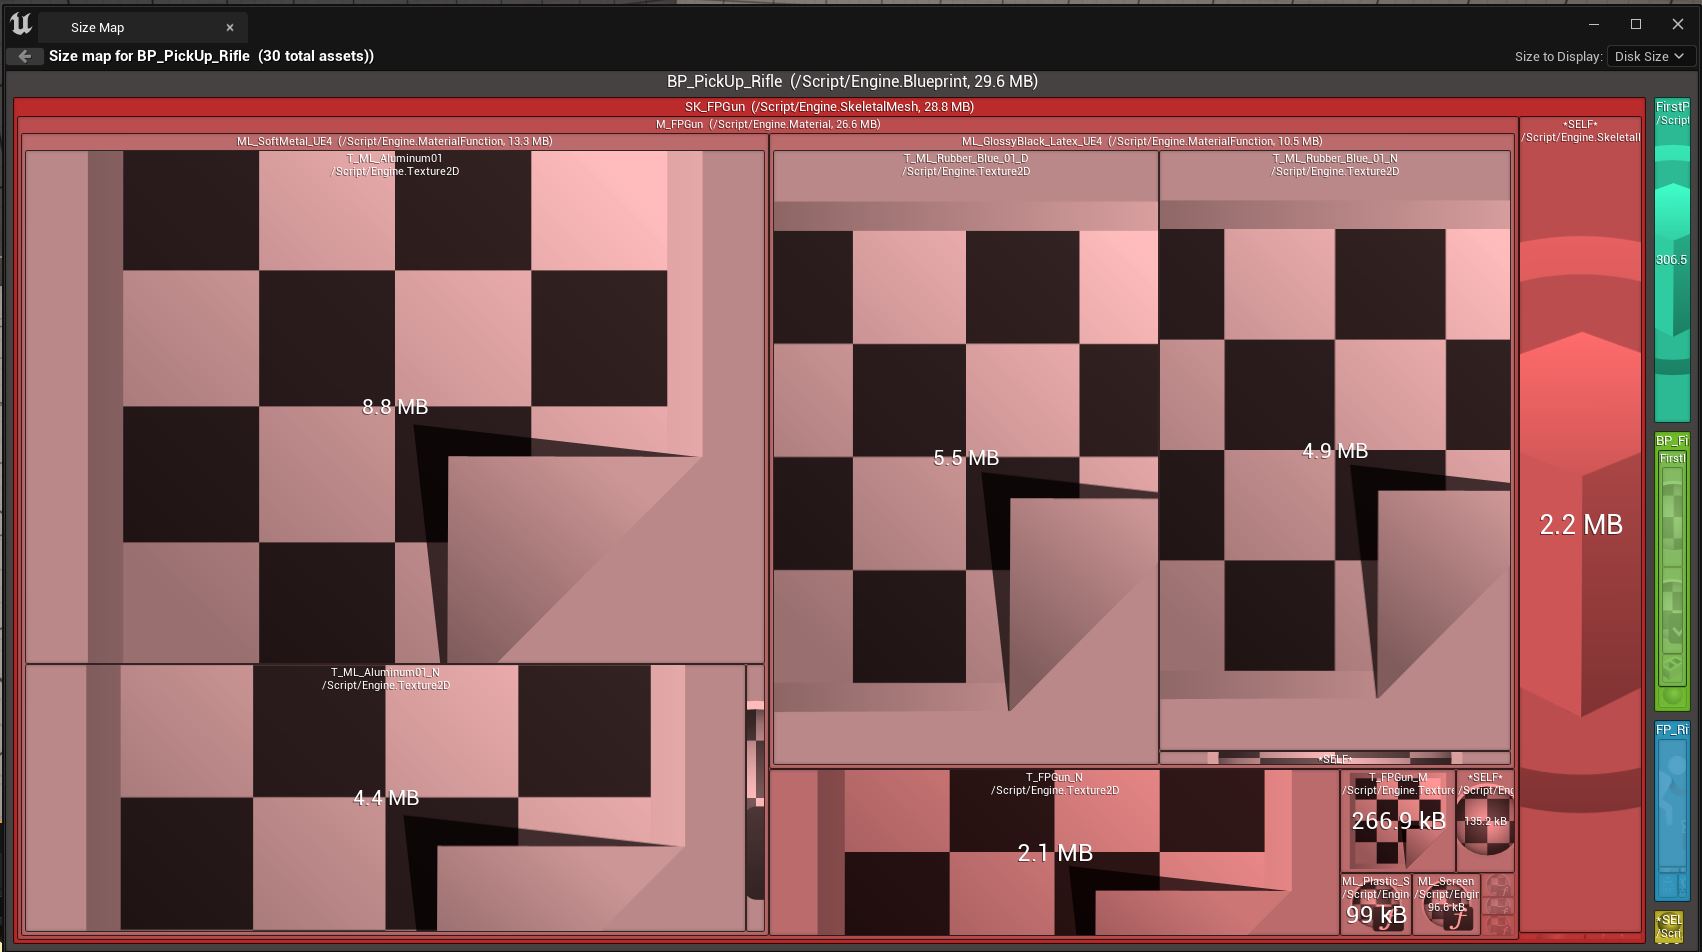 Size Map
Size map for BP_PickUp_Rifle (30 total assets))
Size to Display: Disk Size
BP_PickUp_Rifle (/Script/Engine.Blueprint, 29.6 MB)
SK_FPGun (/Script/Engine.SkeletalMesh, 28.8 MB)
M_FPGun (/Script/Engine.Material, 26.6 MB)
ML_SoftMetal_UE4 (/Script/Engine.MaterialFunction, 13.3 MB)
T_ML_Aluminum01
/Script/Engine.Texture2D
8.8 MB
T_ML_Aluminum01_N
/Script/Engine.Texture2D
4.4 MB
ML_GlossyBlack_Latex_UE4 (/Script/Engine.MaterialFunction, 10.5 MB)
T_ML_Rubber_Blue_01_D
/Script/Engine.Texture2D
5.5 MB
T_ML_Rubber_Blue_01_N
/Script/Engine.Texture2D
4.9 MB
*SELF*
T_FPGun_N
/Script/Engine.Texture2D
2.1 MB
T_FPGun_M
/Script/Engine.Texture
266.9 kB
*SELF*
/Script/Eng
135.2 kB
ML_Plastic_S
/Script/Engin
99 kB
ML_Screen
/Script/Engin
96.6 kB
*SELF*
/Script/Engine.Skeletall
2.2 MB
FirstP
/Script
306.5
BP_Fi
FirstI
FP_Ri
*SEL
/Scri